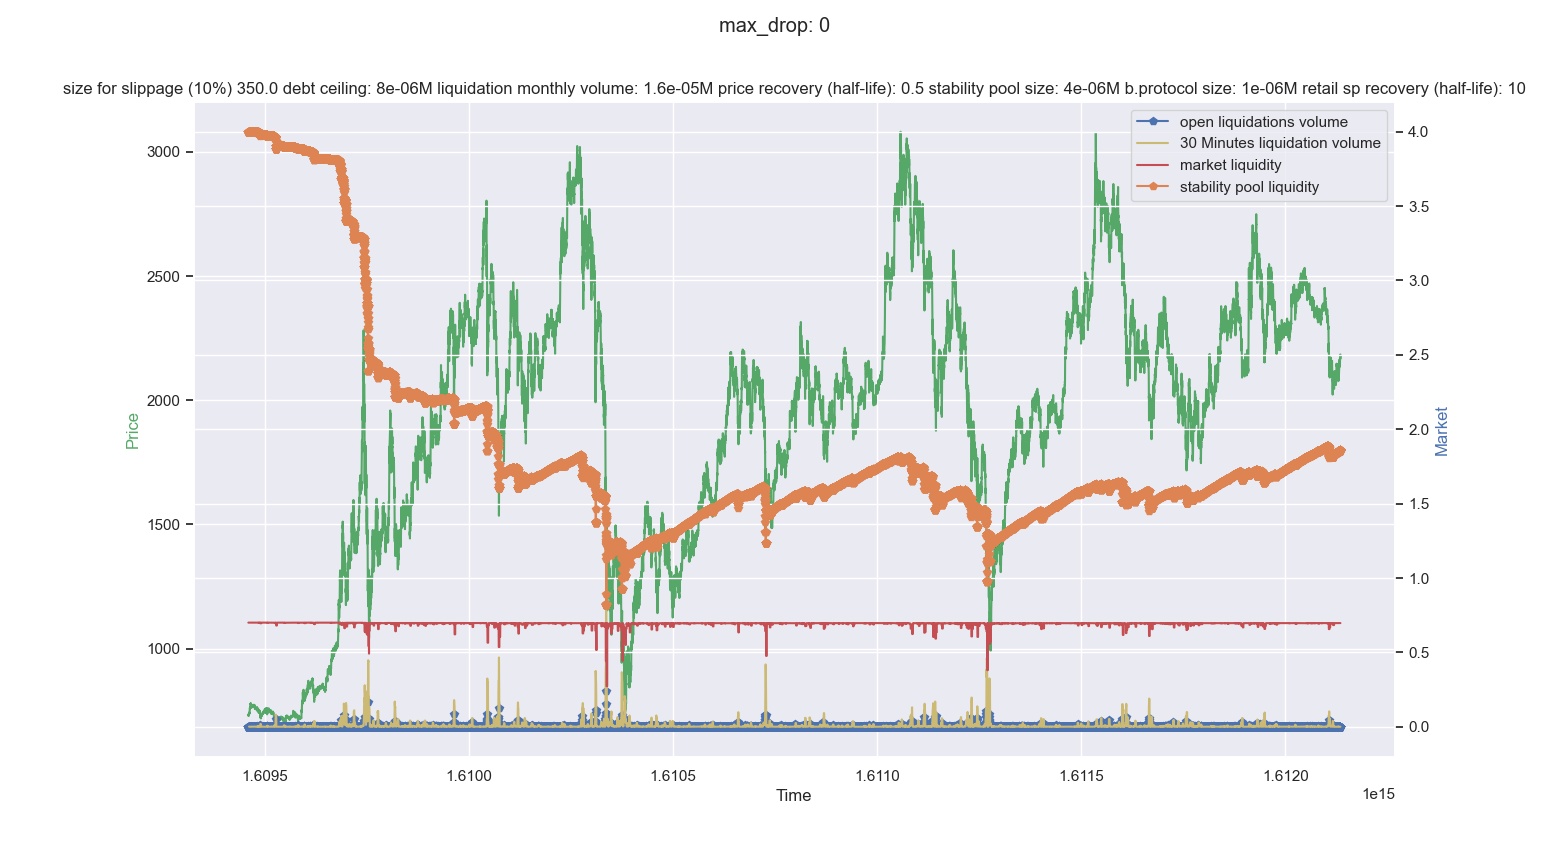 max_drop: 0
size for slippage (10%) 350.0 debt ceiling: 8e-06M liquidation monthly volume: 1.6e-05M price recovery (half-life): 0.5 stability pool size: 4e-06M b.protocol size: 1e-06M retail sp recovery (half-life): 10
open liquidations volume
30 Minutes liquidation volume
market liquidity
stability pool liquidity
3000
2500
2000
1500
1000
Price
4.0
3.5
3.0
2.5
2.0
1.5
1.0
0.5
0.0
Market
1.6095 1.6100 1.6105 1.6110 1.6115 1.6120
Time
1e15